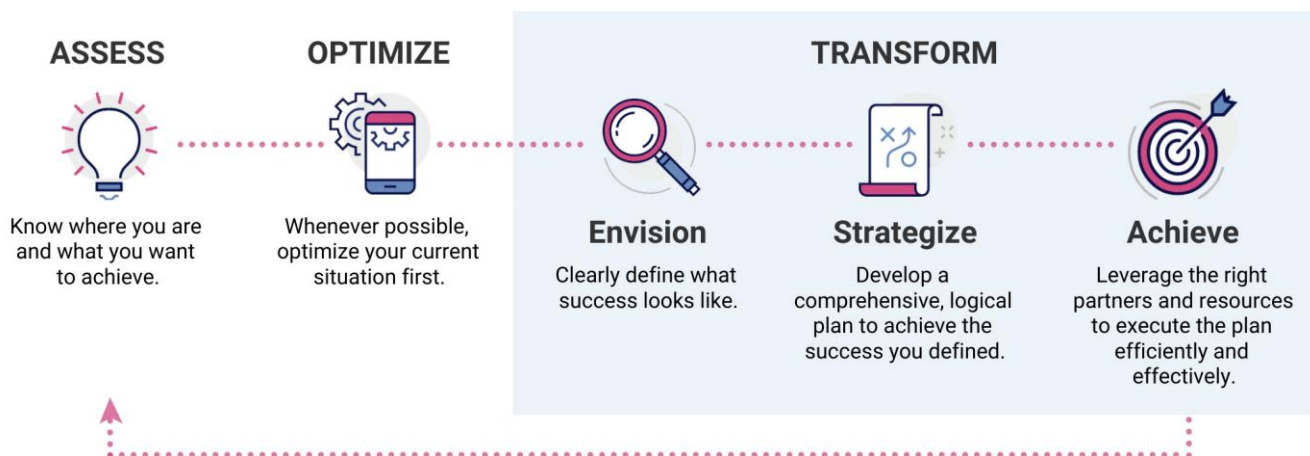 ASSESS
Know where you are
and what you want
to achieve.
OPTIMIZE
Whenever possible,
optimize your current
situation first.
TRANSFORM
Envision
Clearly define what
success looks like.
Strategize
Develop a
comprehensive, logical
plan to achieve the
success you defined.
Achieve
Leverage the right
partners and resources
to execute the plan
efficiently and
effectively.